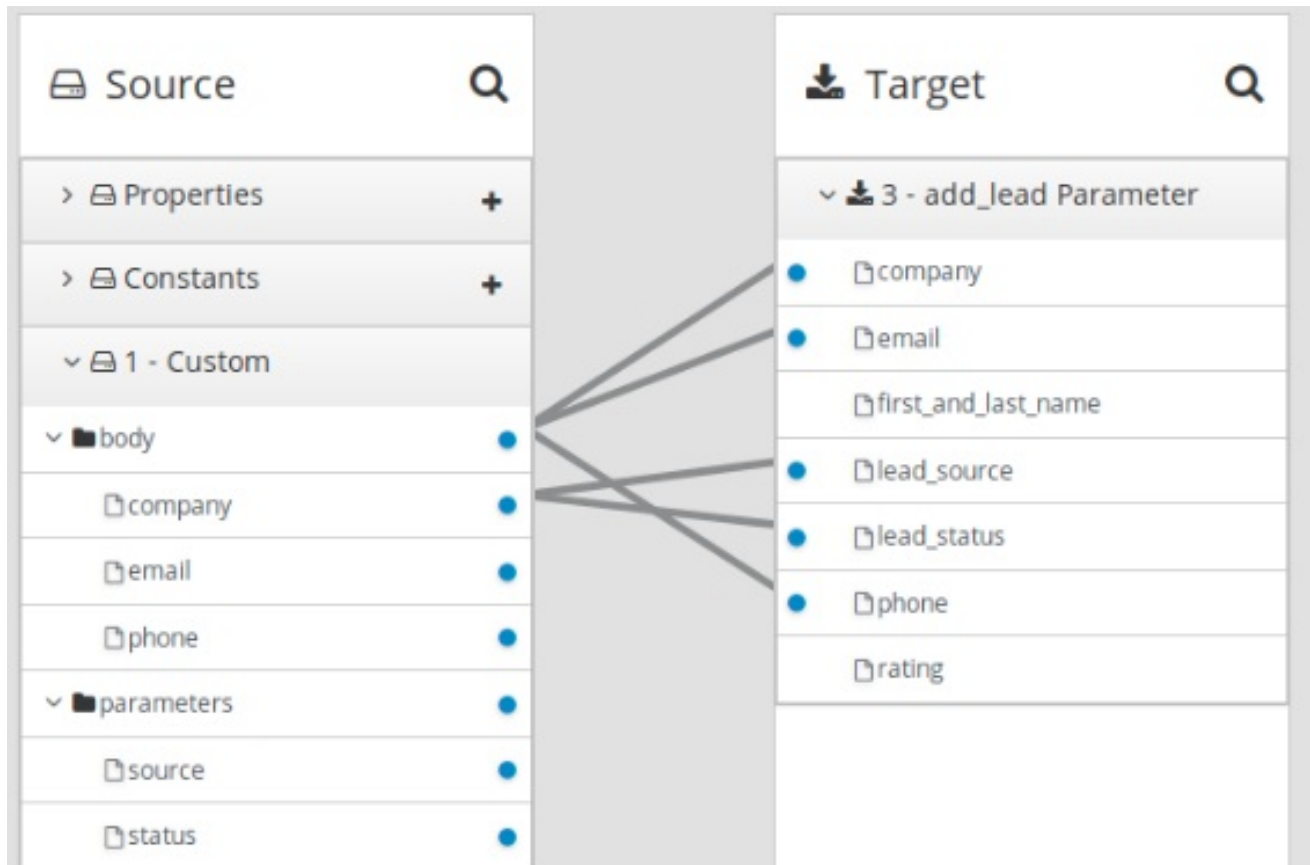 Source
Properties
Constants
1 - Custom
body
company
email
phone
parameters
source
status
Target
3 - add_lead Parameter
company
email
first_and_last_name
lead_source
lead_status
phone
rating